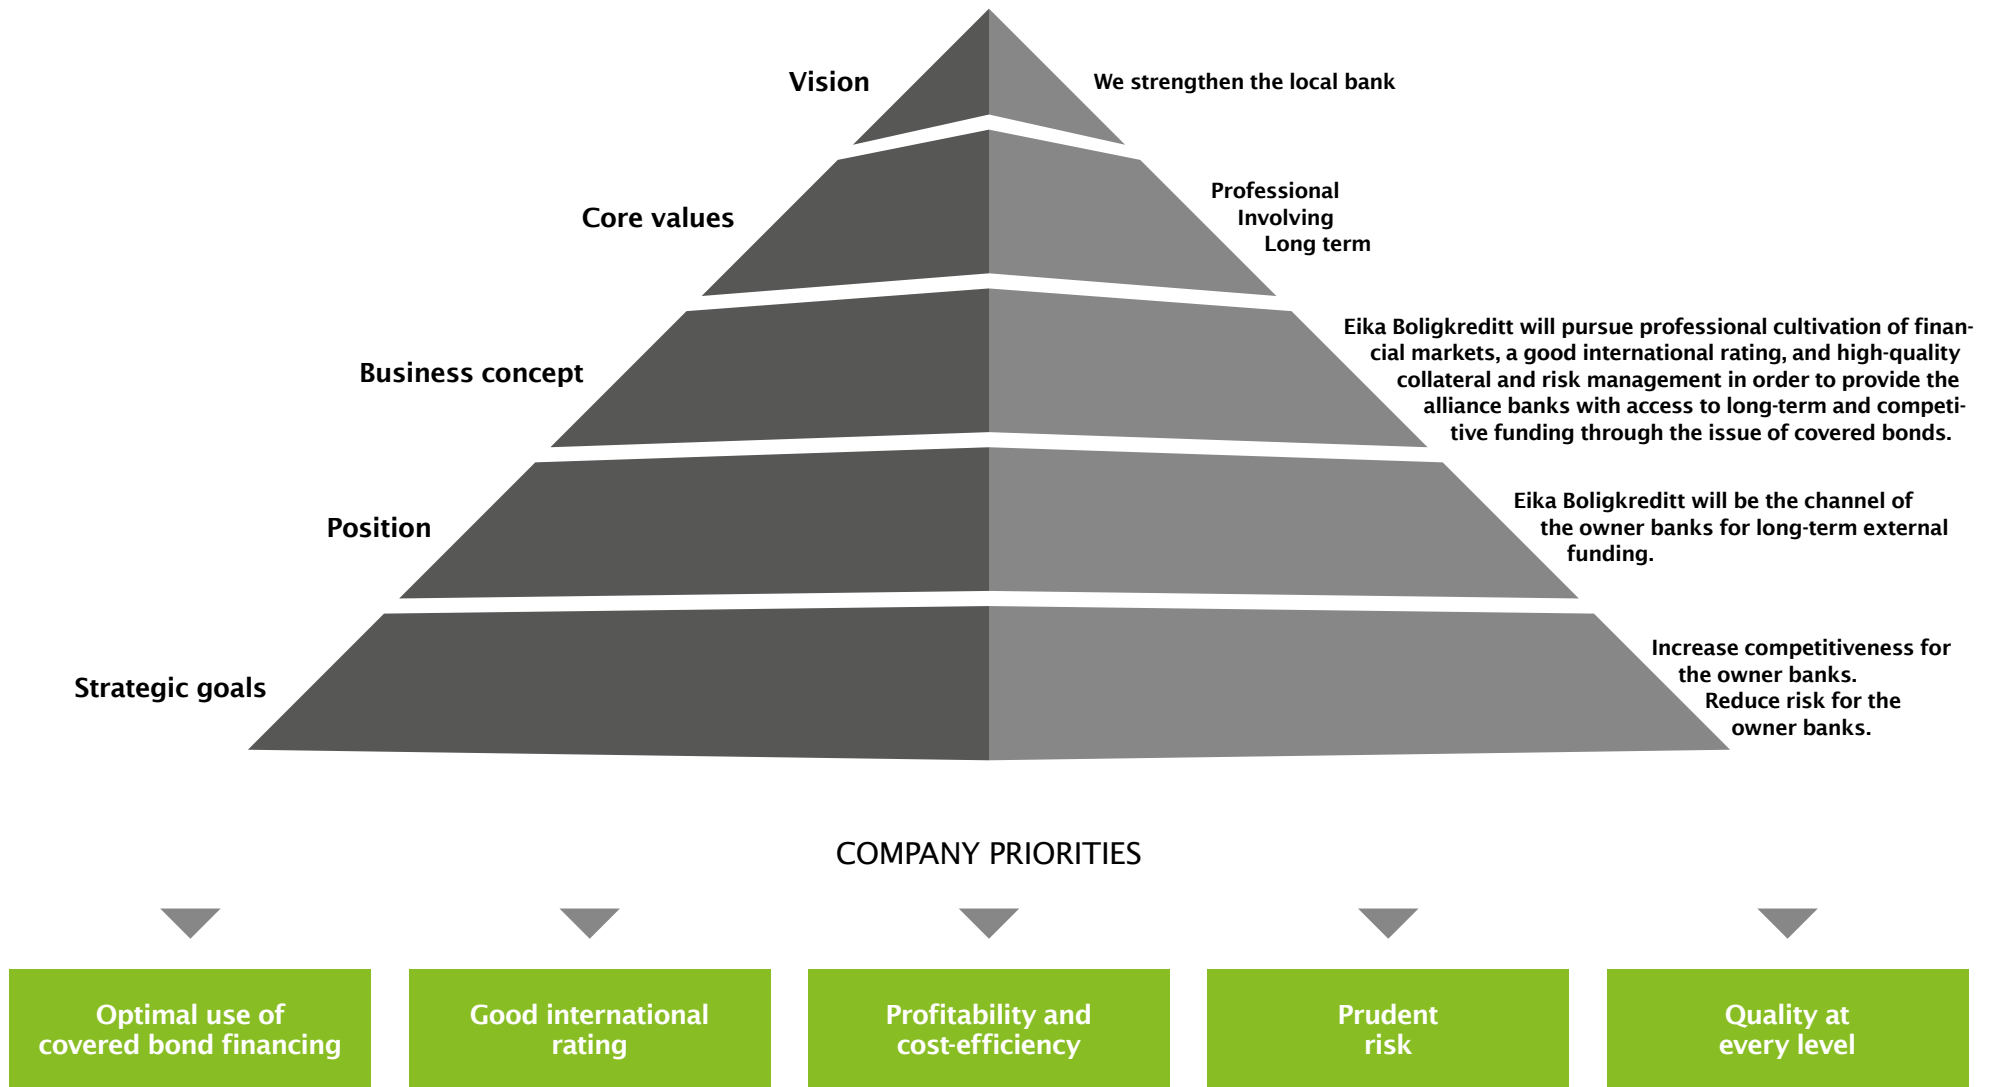 Vision
We strengthen the local bank
Core values
Professional
Involving
Long term
Business concept
Eika Boligkreditt will pursue professional cultivation of finan-
cial markets, a good international rating, and high-quality
collateral and risk management in order to provide the
alliance banks with access to long-term and competi-
tive funding through the issue of covered bonds.
Position
Eika Boligkreditt will be the channel of
the owner banks for long-term external
funding.
Strategic goals
Increase competitiveness for
the owner banks.
Reduce risk for the
owner banks.
COMPANY PRIORITIES
Optimal use of
covered bond financing
Good international
rating
Profitability and
cost-efficiency
Prudent
risk
Quality at
every level